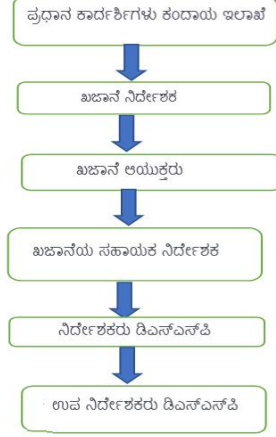 ಪ್ರಧಾನ ಕಾರ್ಯದರ್ಶಿಗಳು ಕಂದಾಯ ಇಲಾಖೆ
ಖಜಾನೆ ನಿರ್ದೇಶಕ
ಖಜಾನೆ ಆಯುಕ್ತರು
ಖಜಾನೆಯ ಸಹಾಯಕ ನಿರ್ದೇಶಕ
ನಿರ್ದೇಶಕರು ಡಿಎಸ್ಎಸ್‌ಪಿ
ಉಪ ನಿರ್ದೇಶಕರು ಡಿಎಸ್ಎಸ್‌ಪಿ